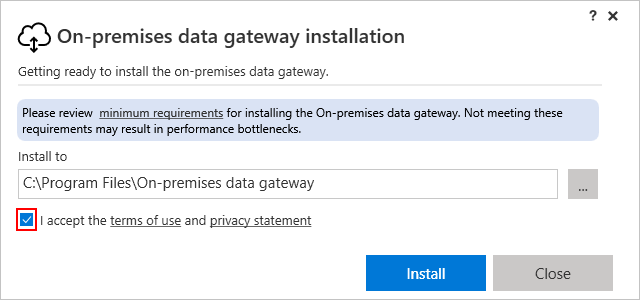 ? ×
On-premises data gateway installation
Getting ready to install the on-premises data gateway.
Please review minimum requirements for installing the On-premises data gateway. Not meeting these
requirements may result in performance bottlenecks.
Install to
C:\Program Files\On-premises data gateway
...
I accept the terms of use and privacy statement
Install Close